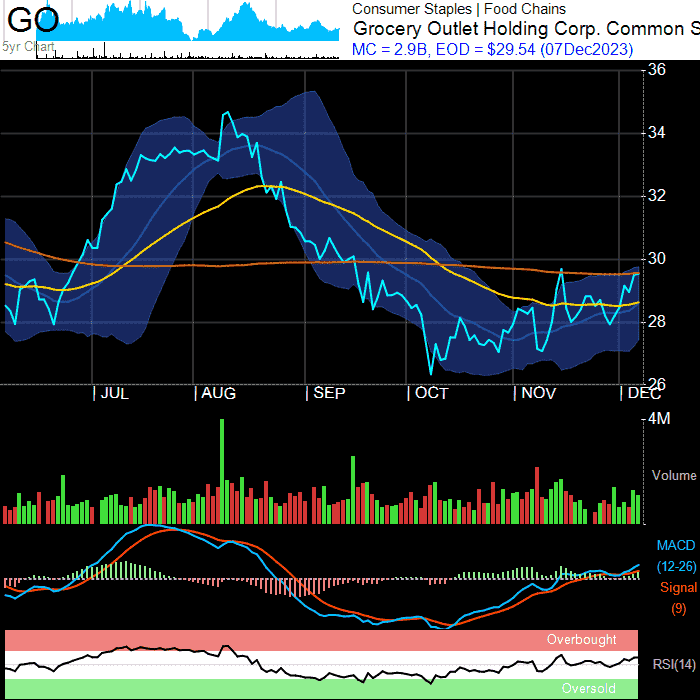 GO
5yr Chart
Consumer Staples | Food Chains
Grocery Outlet Holding Corp. Common S
MC = 2.9B, EOD = $29.54 (07Dec2023)
36
34
32
30
28
26
JUL AUG SEP OCT NOV DEC
4M
Volume
MACD
(12-26)
Signal
(9)
Overbought
RSI(14)
Oversold